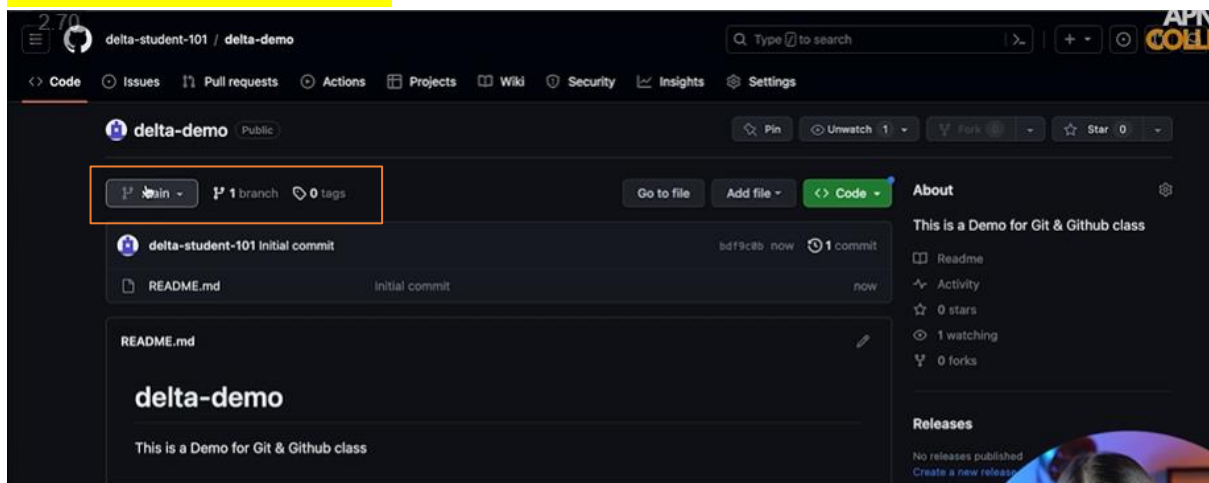 2.70
delta-student-101 / delta-demo
Type / to search
APN
COLL
<> Code Issues Pull requests Actions Projects Wiki Security Insights Settings
delta-demo Public
Pin Unwatch 1 Fork 0 Star 0
main 1 branch 0 tags
Go to file Add file <> Code
About
This is a Demo for Git & Github class
delta-student-101 Initial commit
bdf9c0b now 1 commit
README.md Initial commit now
Readme
Activity
0 stars
1 watching
0 forks
README.md
delta-demo
This is a Demo for Git & Github class
Releases
No releases published
Create a new release